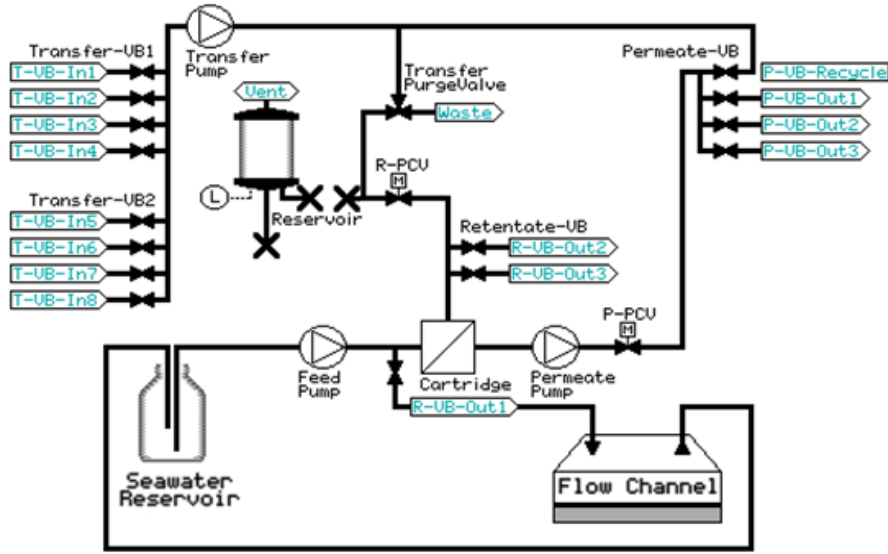 Transfer-VB1
T-VB-In1
T-VB-In2
T-VB-In3
T-VB-In4
Transfer-VB2
T-VB-In5
T-VB-In6
T-VB-In7
T-VB-In8
Transfer
Pump
Vent
L
Reservoir
Transfer
PurgeValve
Waste
R-PCV
M
Retentate-VB
R-VB-Out2
R-VB-Out3
Permeate-VB
P-VB-Recycle
P-VB-Out1
P-VB-Out2
P-VB-Out3
P-PCV
M
Feed
Pump
Cartridge
Permeate
Pump
R-VB-Out1
Seawater
Reservoir
Flow Channel